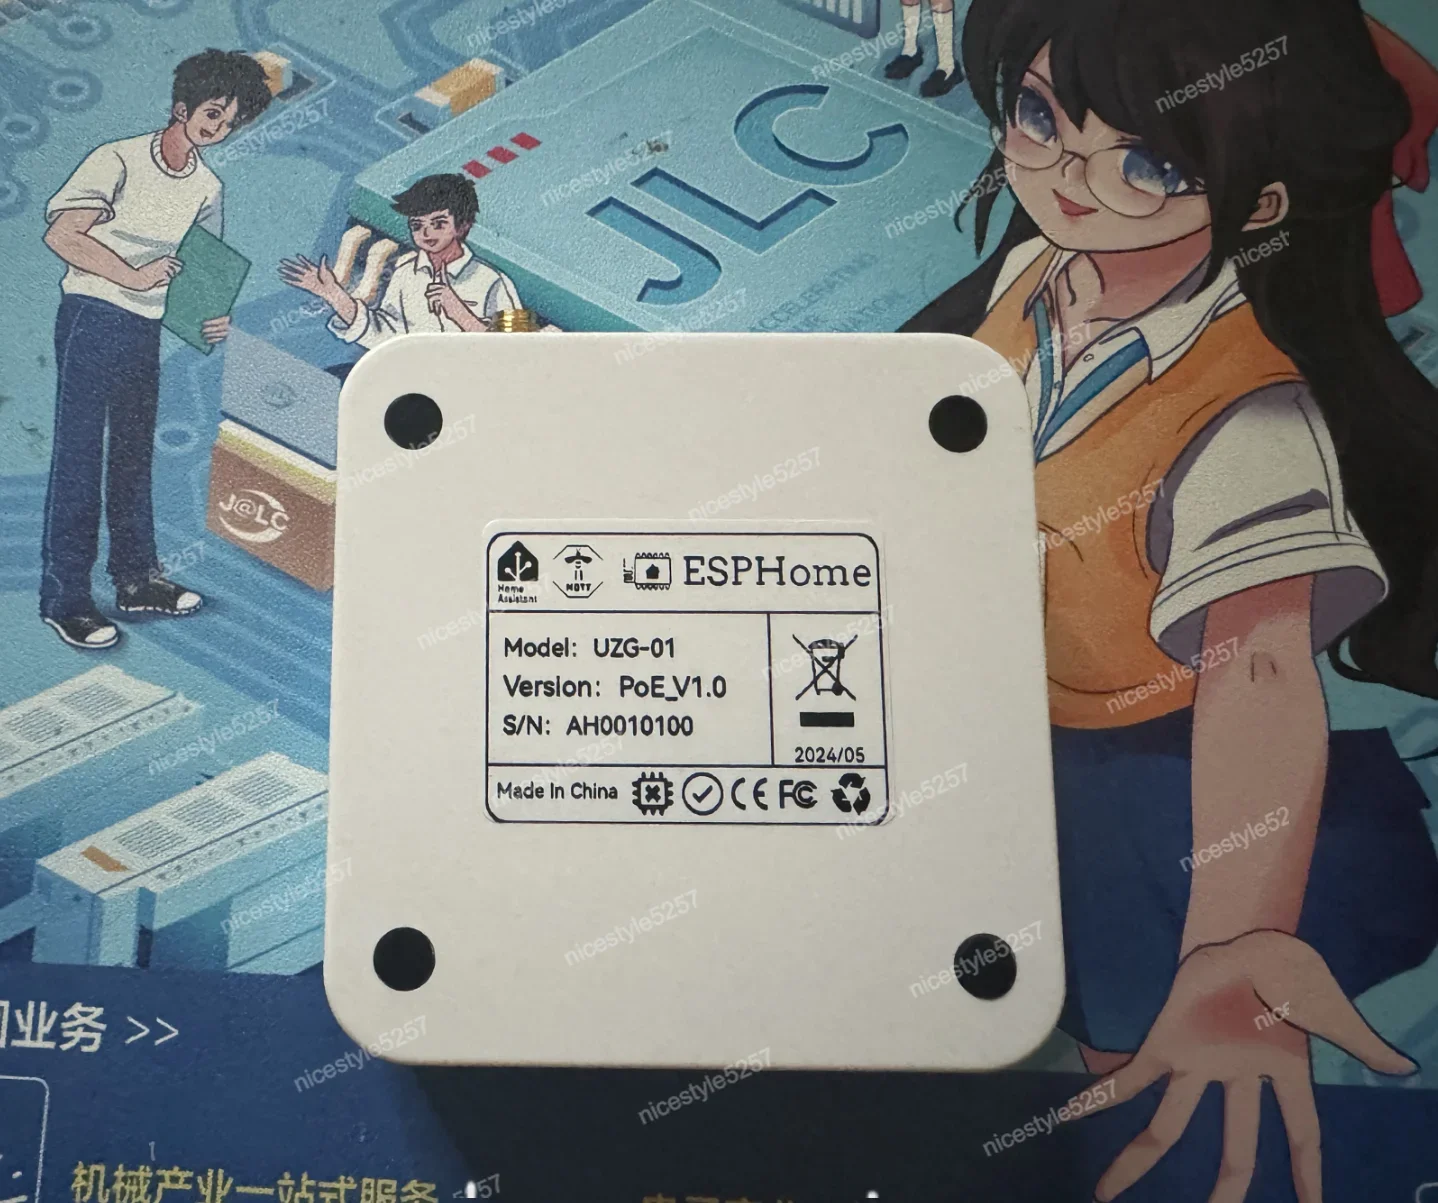 JLC
J@LC
Home
Assistant
MQTT
ESPHome
Model: UZG-01
Version: PoE_V1.0
S/N: AH0010100
2024/05
Made In China
CE FC
业务 >>
机械产业一站式服务
nicestyle5257